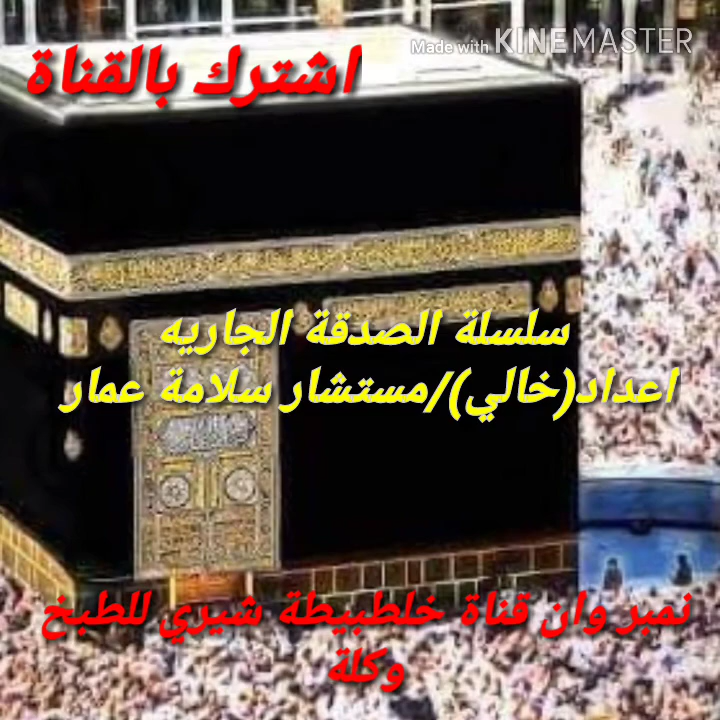 Made with KINEMASTER
اشترك بالقناة
سلسلة الصدقة الجاريه
اعداد(خالي)/مستشار سلامة عمار
نمبر وان قناة خلطبيطة شيري للطبخ
وكلة